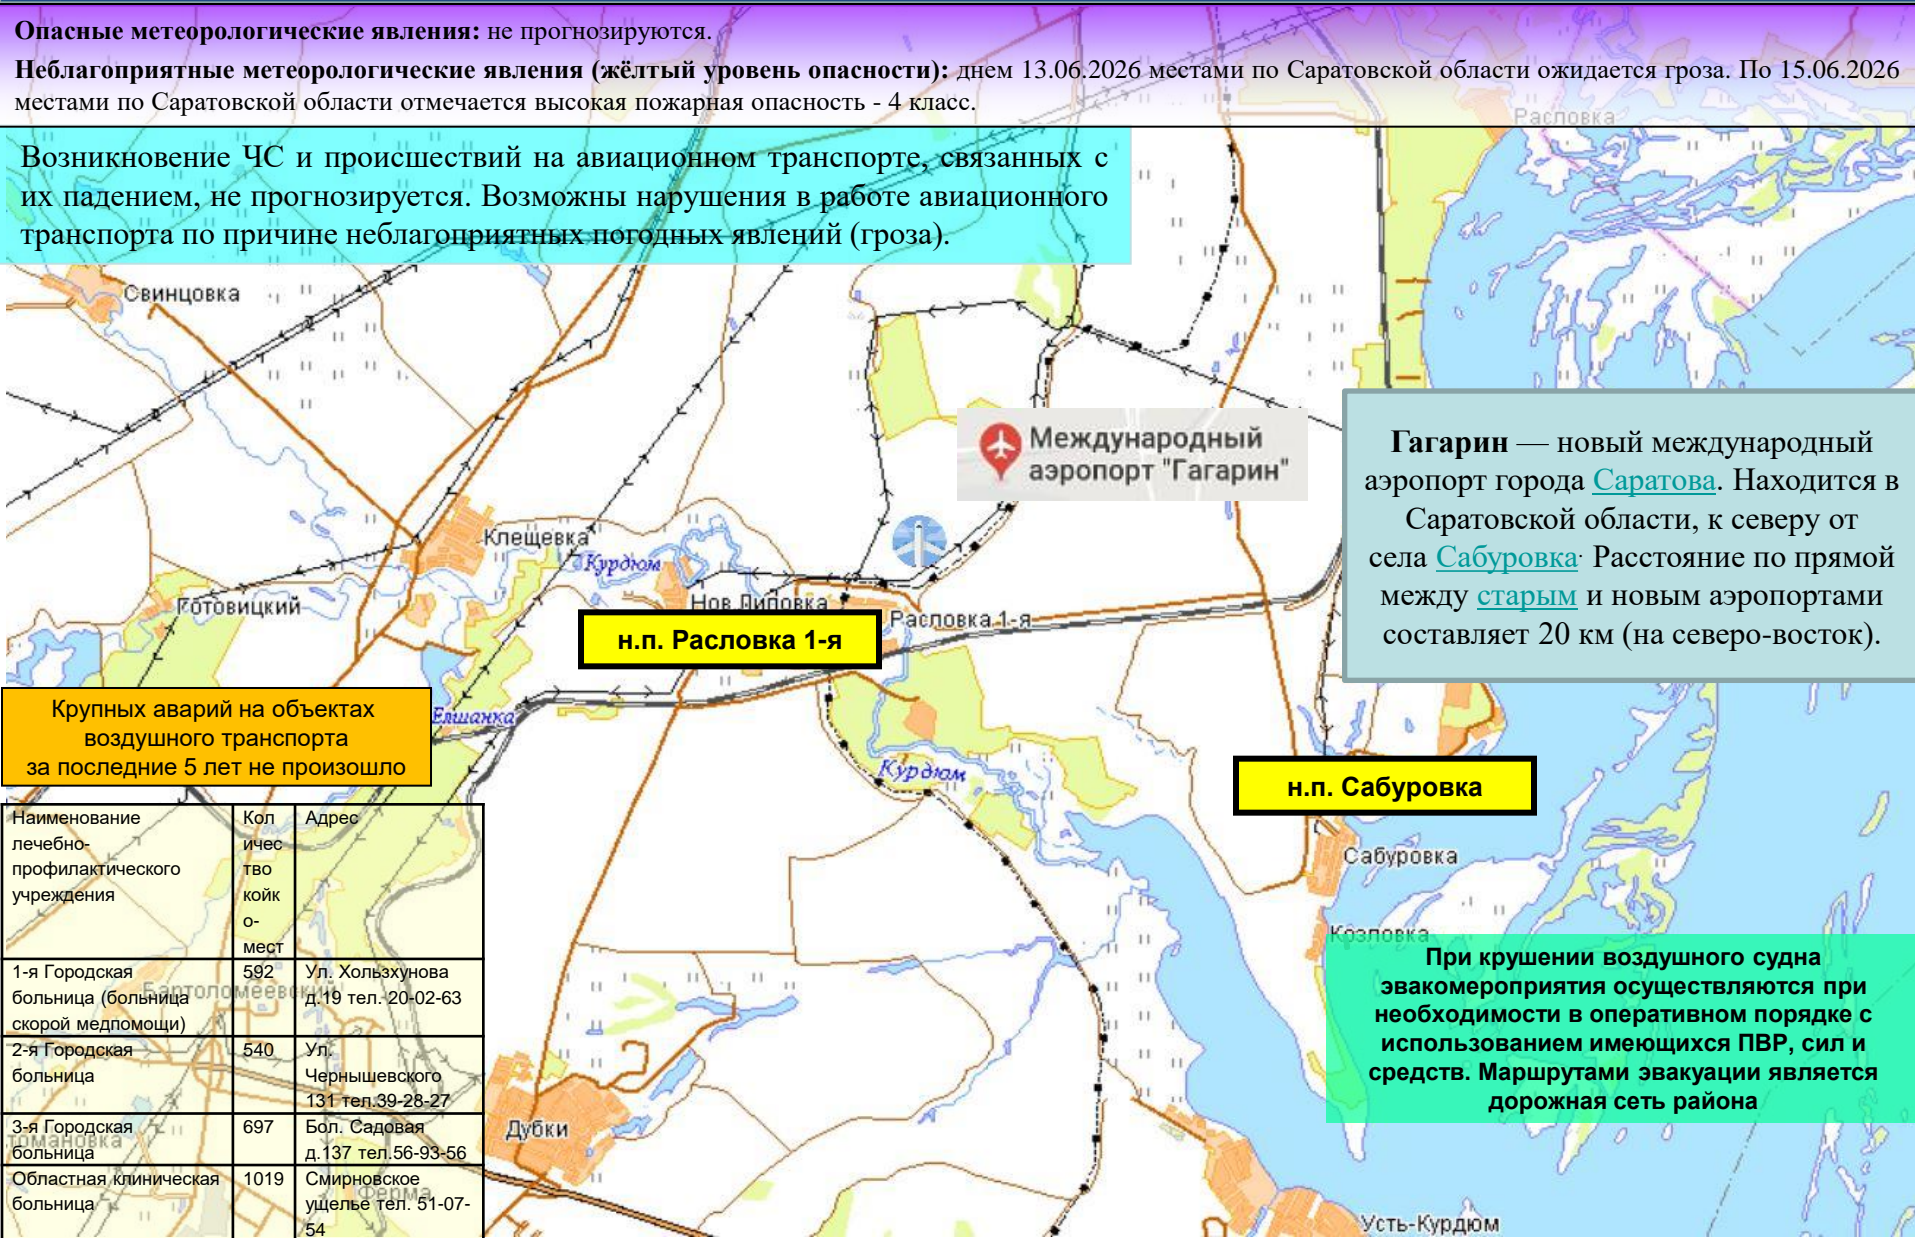 Опасные метеорологические явления: не прогнозируются.
Неблагоприятные метеорологические явления (жёлтый уровень опасности): днем 13.06.2026 местами по Саратовской области ожидается гроза. По 15.06.2026
местами по Саратовской области отмечается высокая пожарная опасность - 4 класс.
Расловка
Возникновение ЧС и происшествий на авиационном транспорте, связанных с
их падением, не прогнозируется. Возможны нарушения в работе авиационного
транспорта по причине неблагоприятных погодных явлений (гроза).
Свинцовка
Международный
аэропорт "Гагарин"
Гагарин — новый международный
аэропорт города Саратова. Находится в
Саратовской области, к северу от
села Сабуровка. Расстояние по прямой
между старым и новым аэропортами
составляет 20 км (на северо-восток).
Клещевка
Курдюм
Готовицкий
Нов.Липовка
Расловка 1-я
н.п. Расловка 1-я
Елшанка
Крупных аварий на объектах
воздушного транспорта
за последние 5 лет не произошло
Курдюм
н.п. Сабуровка
Сабуровка
Козловка
При крушении воздушного судна
эвакомероприятия осуществляются при
необходимости в оперативном порядке с
использованием имеющихся ПВР, сил и
средств. Маршрутами эвакуации является
дорожная сеть района
Наименование
лечебно-
профилактического
учреждения
Кол
ичес
тво
койк
о-
мест
Адрес
1-я Городская
больница (больница
скорой медпомощи)
592
Ул. Хользхунова
д.19 тел. 20-02-63
Бартоломеевский
2-я Городская
больница
540
Ул.
Чернышевского
131 тел.39-28-27
3-я Городская
больница
697
Бол. Садовая
д.137 тел.56-93-56
томановка
Областная клиническая
больница
1019
Смирновское
ущелье тел. 51-07-
54
Ферма
Дубки
Усть-Курдюм